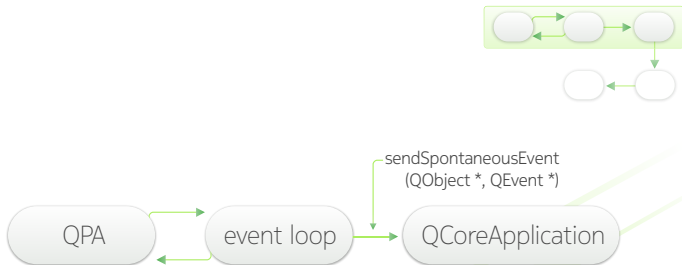 sendSpontaneousEvent
(QObject *, QEvent *)
QPA
event loop
QCoreApplication